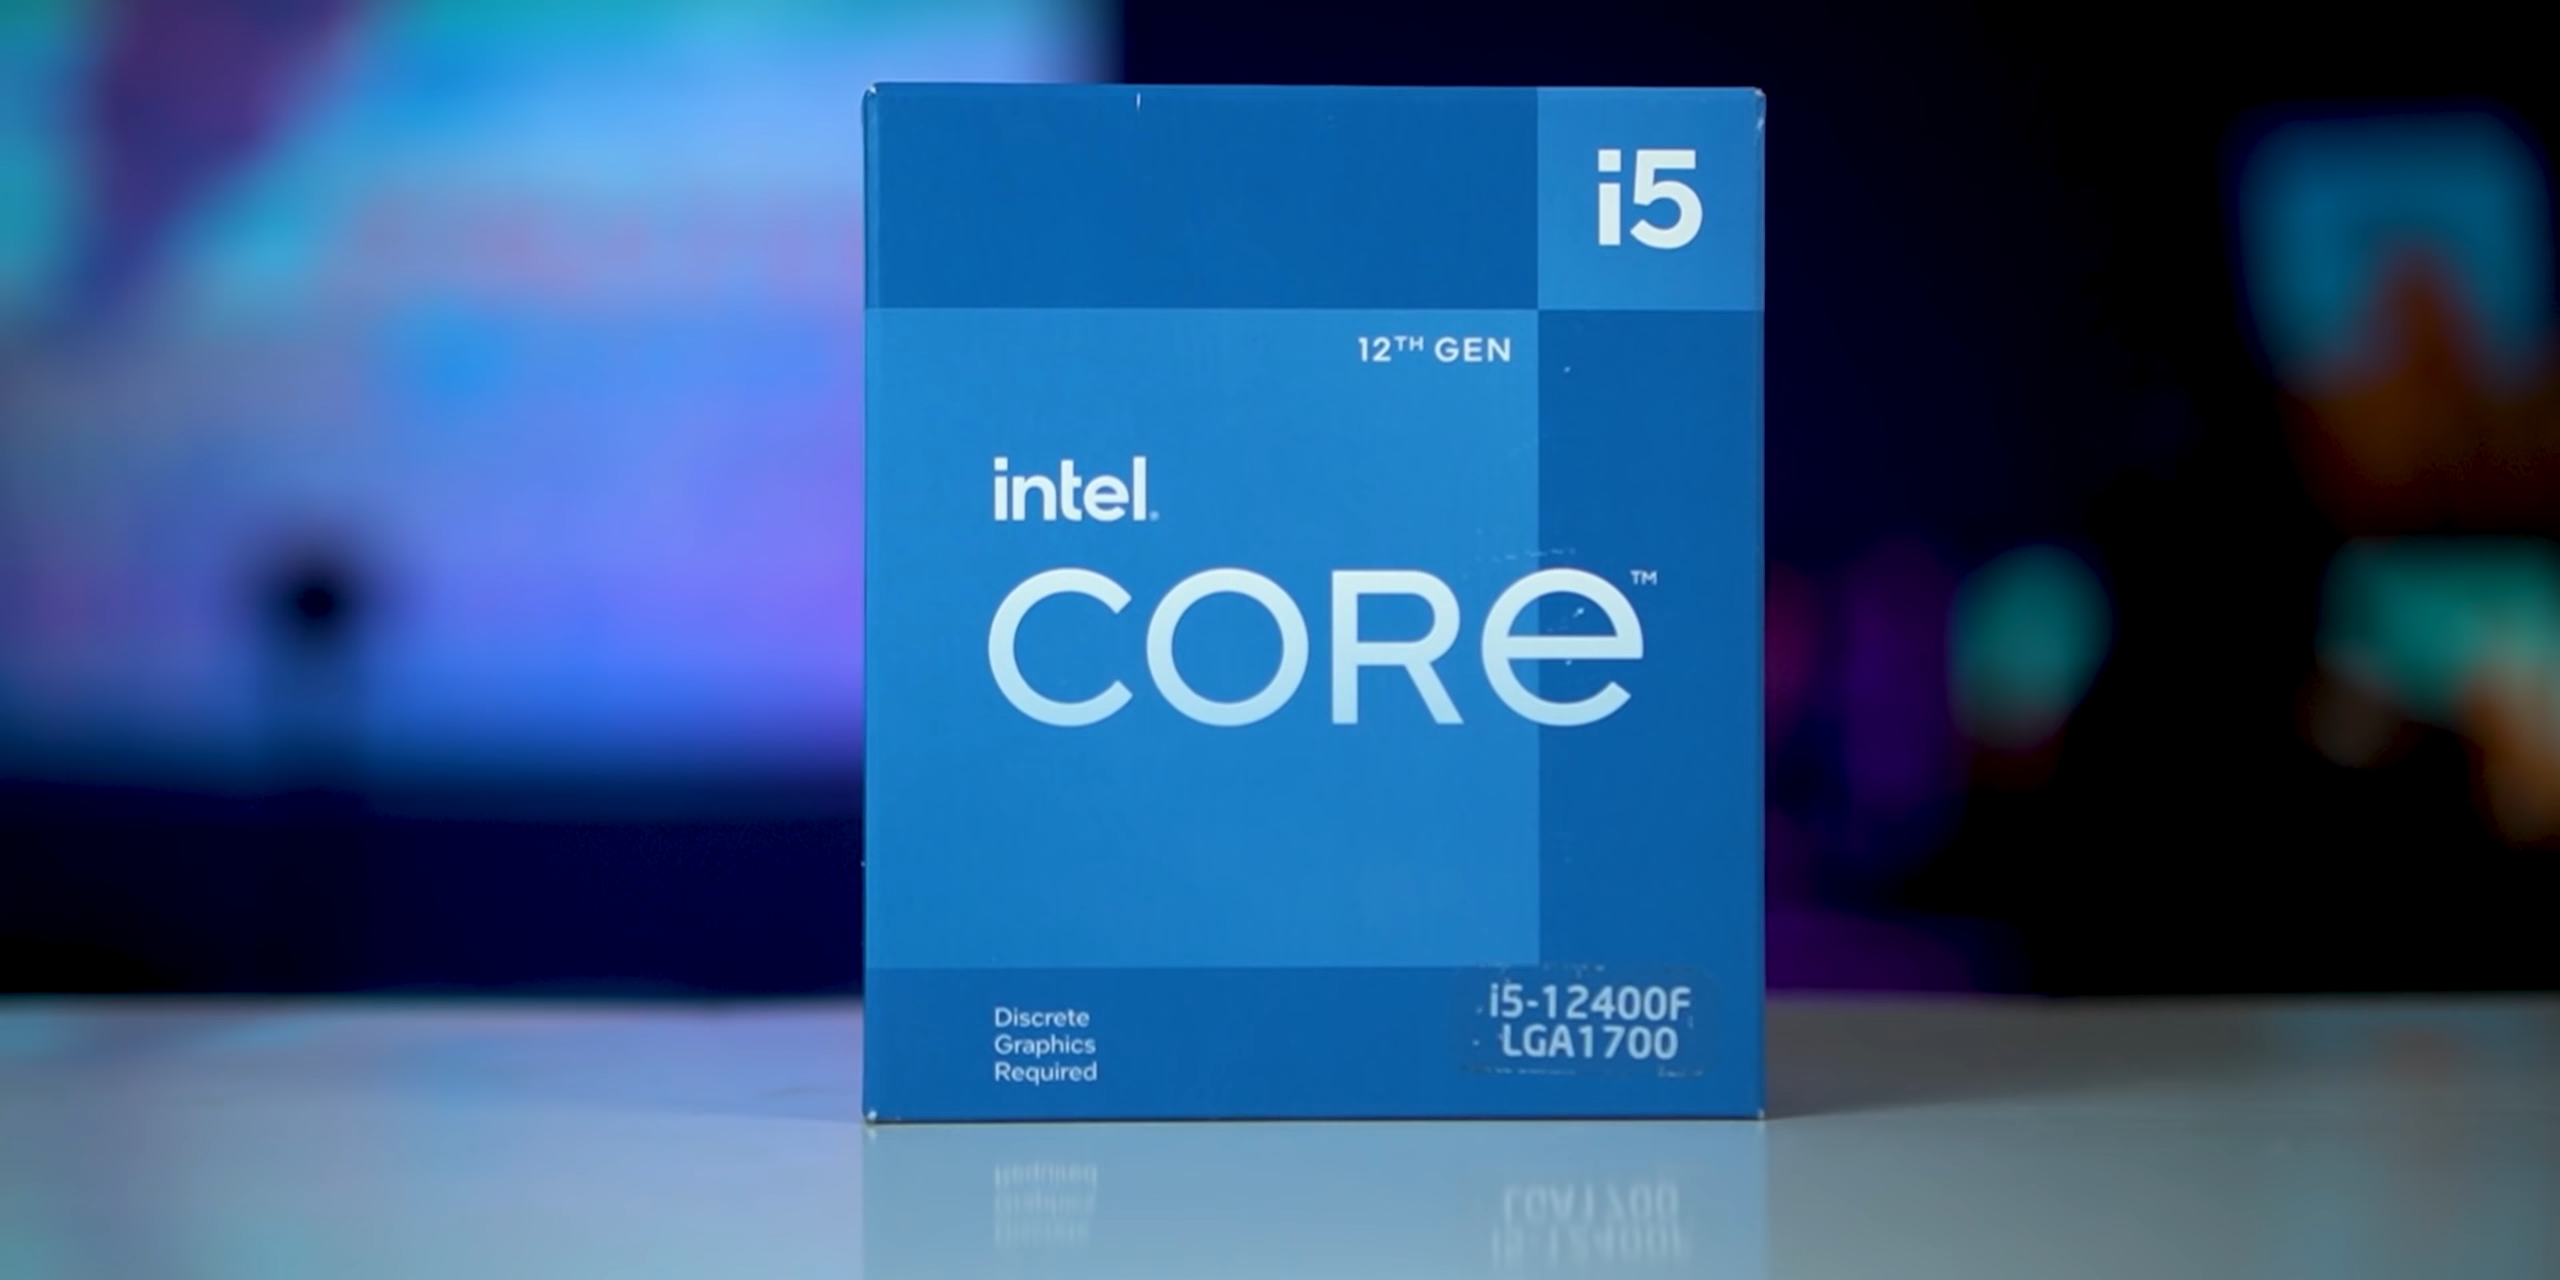 i5
12TH GEN
intel.
CORE™
Discrete
Graphics
Required
i5-12400F
LGA1700